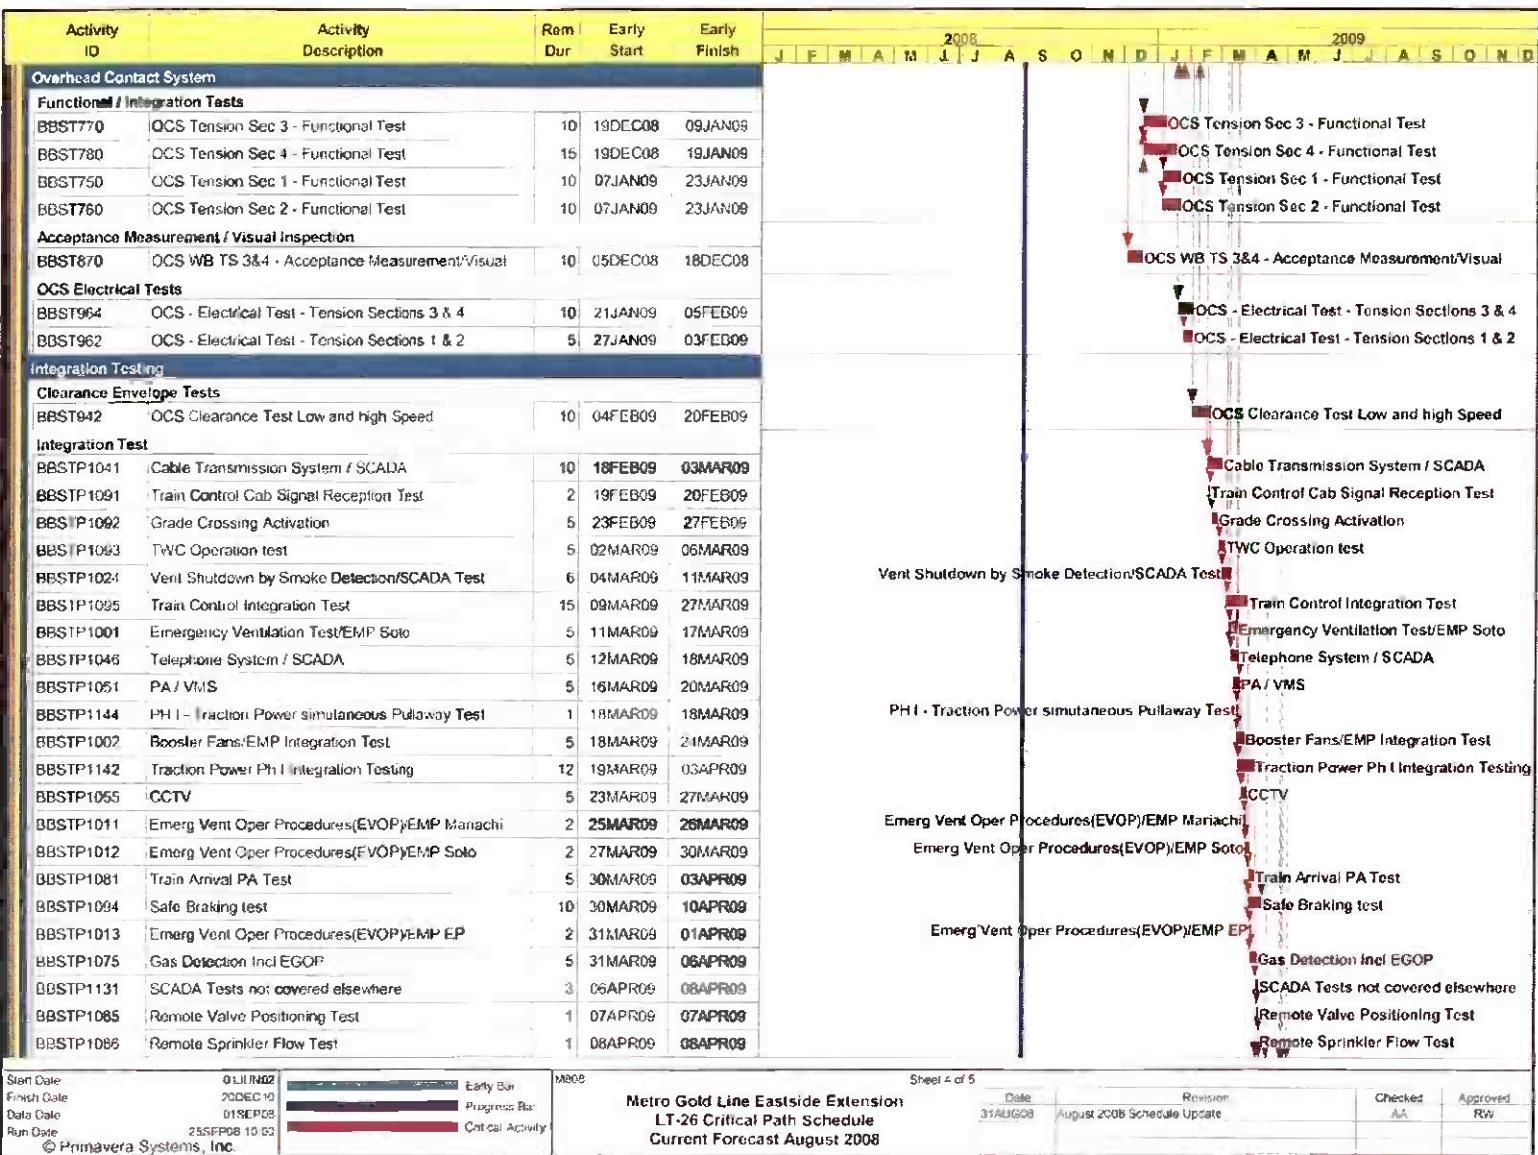 Activity ID Activity Description Rem Dur Early Start Early Finish
2008 2009
J F M A M J J A S O N D J F M A M J J A S O N D
Overhead Contact System
Functional / Integration Tests
BBST770 OCS Tension Sec 3 - Functional Test 10 19DEC08 09JAN09 OCS Tension Sec 3 - Functional Test
BBST780 OCS Tension Sec 4 - Functional Test 15 19DEC08 19JAN09 OCS Tension Sec 4 - Functional Test
BBST750 OCS Tension Sec 1 - Functional Test 10 07JAN09 23JAN09 OCS Tension Sec 1 - Functional Test
BBST760 OCS Tension Sec 2 - Functional Test 10 07JAN09 23JAN09 OCS Tension Sec 2 - Functional Test
Acceptance Measurement / Visual Inspection
BBST870 OCS WB TS 3&4 - Acceptance Measurement/Visual 10 05DEC08 18DEC08 OCS WB TS 3&4 - Acceptance Measurement/Visual
OCS Electrical Tests
BBST964 OCS - Electrical Test - Tension Sections 3 & 4 10 21JAN09 05FEB09 OCS - Electrical Test - Tension Sections 3 & 4
BBST962 OCS - Electrical Test - Tension Sections 1 & 2 5 27JAN09 03FEB09 OCS - Electrical Test - Tension Sections 1 & 2
Integration Testing
Clearance Envelope Tests
BBST942 OCS Clearance Test Low and high Speed 10 04FEB09 20FEB09 OCS Clearance Test Low and high Speed
Integration Test
BBSTP1041 Cable Transmission System / SCADA 10 18FEB09 03MAR09 Cable Transmission System / SCADA
BBSTP1091 Train Control Cab Signal Reception Test 2 19FEB09 20FEB09 Train Control Cab Signal Reception Test
BBSTP1092 Grade Crossing Activation 5 23FEB09 27FEB09 Grade Crossing Activation
BBSTP1093 TWC Operation test 5 02MAR09 06MAR09 TWC Operation test
BBSTP1021 Vent Shutdown by Smoke Detection/SCADA Test 6 04MAR09 11MAR09 Vent Shutdown by Smoke Detection/SCADA Test
BBSTP1095 Train Control Integration Test 15 09MAR09 27MAR09 Train Control Integration Test
BBSTP1001 Emergency Ventilation Test/EMP Soto 5 11MAR09 17MAR09 Emergency Ventilation Test/EMP Soto
BBSTP1046 Telephone System / SCADA 5 12MAR09 18MAR09 Telephone System / SCADA
BBSTP1051 PA / VMS 5 16MAR09 20MAR09 PA / VMS
BBSTP1144 PH I - Traction Power simutaneous Pullaway Test 1 18MAR09 18MAR09 PH I - Traction Power simutaneous Pullaway Test
BBSTP1002 Booster Fans/EMP Integration Test 5 18MAR09 24MAR09 Booster Fans/EMP Integration Test
BBSTP1142 Traction Power Ph I Integration Testing 12 19MAR09 03APR09 Traction Power Ph I Integration Testing
BBSTP1055 CCTV 5 23MAR09 27MAR09 CCTV
BBSTP1011 Emerg Vent Oper Procedures(EVOP)/EMP Mariachi 2 25MAR09 26MAR09 Emerg Vent Oper Procedures(EVOP)/EMP Mariachi
BBSTP1012 Emerg Vent Oper Procedures(EVOP)/EMP Soto 2 27MAR09 30MAR09 Emerg Vent Oper Procedures(EVOP)/EMP Soto
BBSTP1081 Train Arrival PA Test 5 30MAR09 03APR09 Train Arrival PA Test
BBSTP1094 Safe Braking test 10 30MAR09 10APR09 Safe Braking test
BBSTP1013 Emerg Vent Oper Procedures(EVOP)/EMP EP 2 31MAR09 01APR09 Emerg Vent Oper Procedures(EVOP)/EMP EP
BBSTP1075 Gas Detection Incl EGOP 5 31MAR09 06APR09 Gas Detection Incl EGOP
BBSTP1131 SCADA Tests not covered elsewhere 3 06APR09 08APR09 SCADA Tests not covered elsewhere
BBSTP1085 Remote Valve Positioning Test 1 07APR09 07APR09 Remote Valve Positioning Test
BBSTP1086 Remote Sprinkler Flow Test 1 08APR09 08APR09 Remote Sprinkler Flow Test
Start Date 01JUN02
Finish Date 20DEC10
Data Date 01SEP08
Run Date 25SEP08
© Primavera Systems, Inc.
Early Bar
Progress Bar
Critical Activity
M808
Sheet 4 of 5
Metro Gold Line Eastside Extension
LT-26 Critical Path Schedule
Current Forecast August 2008
Date Revision Checked Approved
31AUG08 August 2008 Schedule Update AA RW